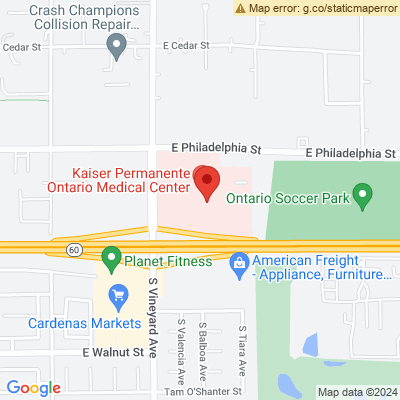 Map error: g.co/staticmaperror
Crash Champions
Collision Repair...
E Cedar St
Cedar St
E Philadelphia St
E Philadelphia St
Kaiser Permanente
Ontario Medical Center
Ontario Soccer Park
60
Planet Fitness
American Freight
- Appliance, Furniture...
S Vineyard Ave
Cardenas Markets
S Valencia Ave
S Balboa Ave
S Tiara Ave
E Walnut St
Google
Tam O'Shanter St
Map data ©2024